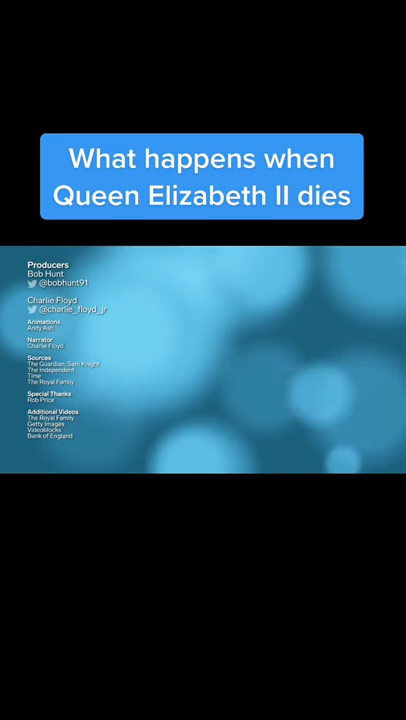 What happens when
Queen Elizabeth II dies
Producers
Bob Hunt
@bobhunt91
Charlie Floyd
@charlie_floyd_jr
Animations
Andy Ash
Narrator
Charlie Floyd
Sources
The Guardian, Sam Knight
The Independent
Time
The Royal Family
Special Thanks
Rob Price
Additional Videos
The Royal Family
Getty Images
Videoblocks
Bank of England